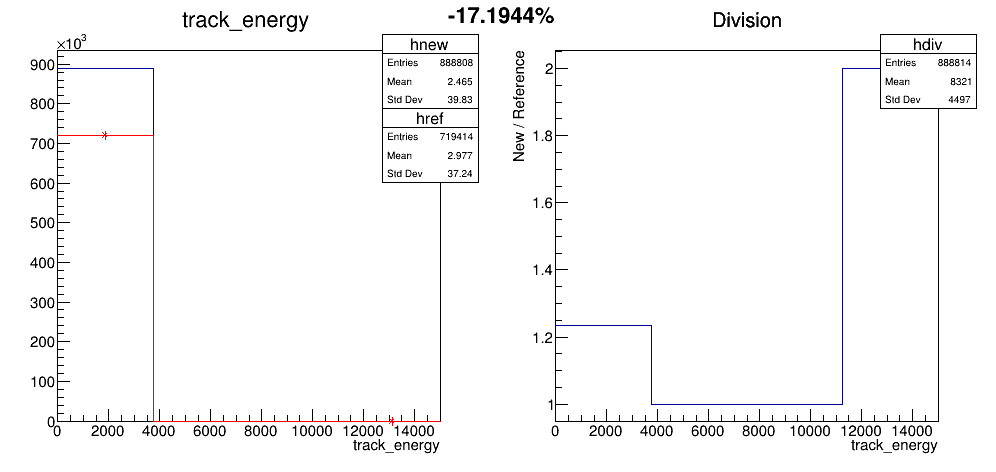 -17.1944%
track_energy
×10³
900
800
700
600
500
400
300
200
100
0
0 2000 4000 6000 8000 10000 12000 14000
track_energy
hnew
Entries 888808
Mean 2.465
Std Dev 39.83
href
Entries 719414
Mean 2.977
Std Dev 37.24
Division
New / Reference
2
1.8
1.6
1.4
1.2
1
0 2000 4000 6000 8000 10000 12000 14000
track_energy
hdiv
Entries 888814
Mean 8321
Std Dev 4497